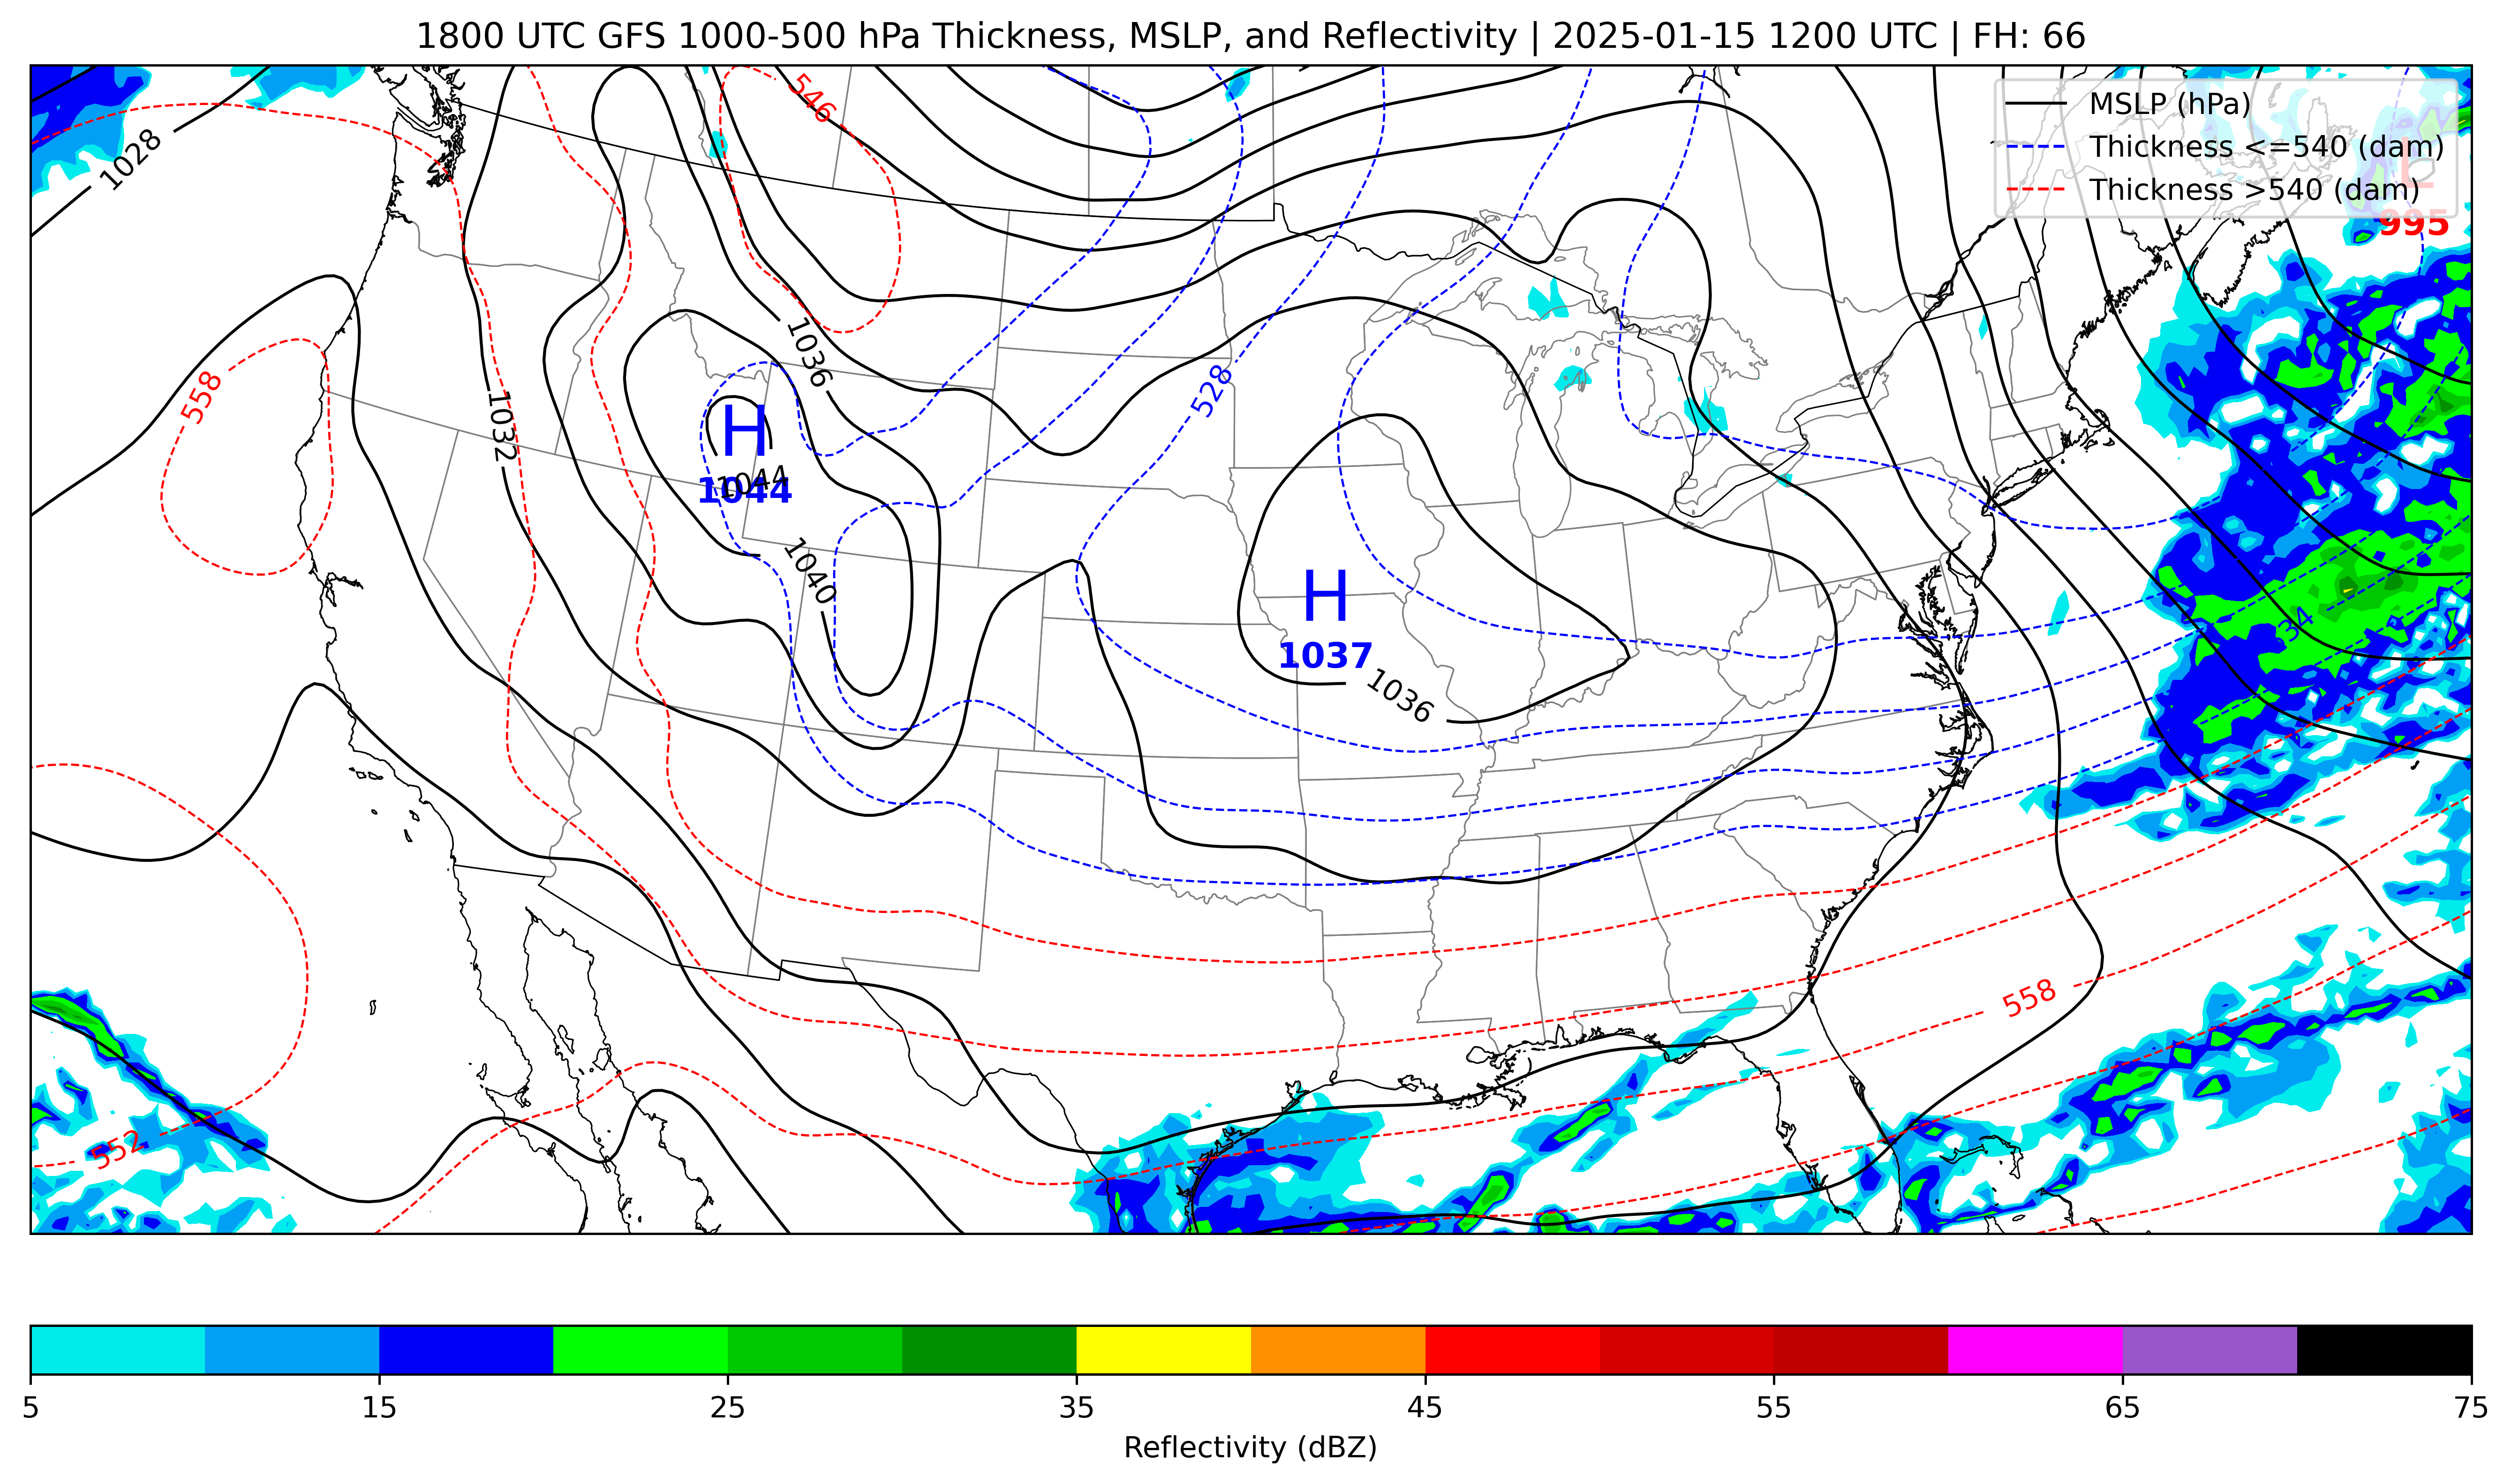 1800 UTC GFS 1000-500 hPa Thickness, MSLP, and Reflectivity | 2025-01-15 1200 UTC | FH: 66
546
MSLP (hPa)
Thickness <=540 (dam)
Thickness >540 (dam)
L
995
1028
1036
558
528
1032
H
1044
1044
1040
H
1037
1036
34
558
552
5
15
25
35
45
55
65
75
Reflectivity (dBZ)